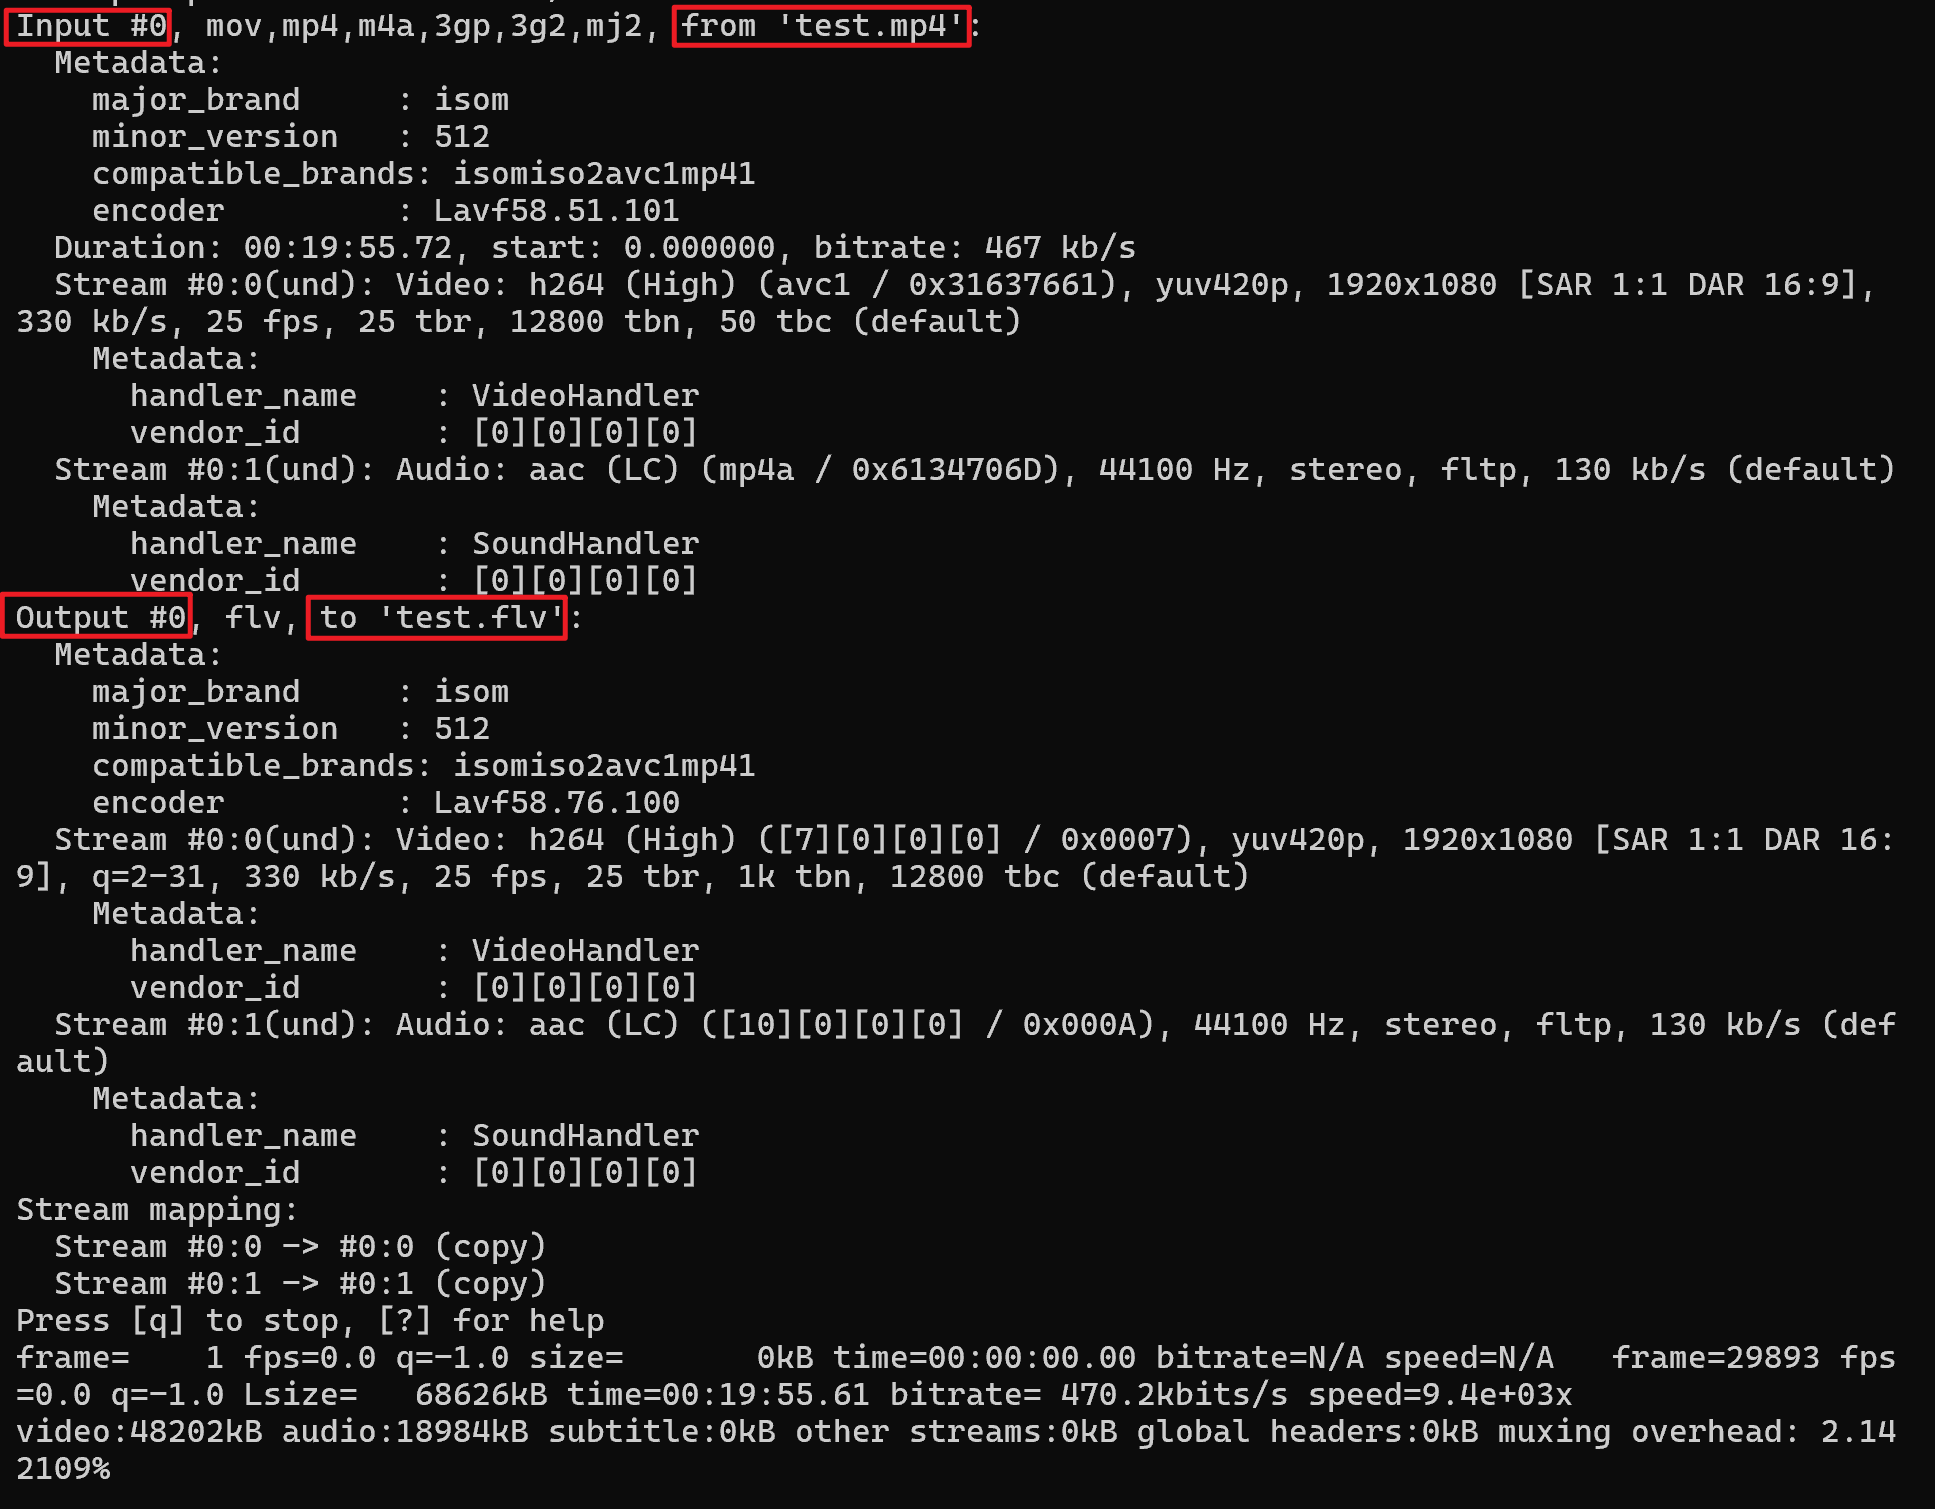 Input #0, mov,mp4,m4a,3gp,3g2,mj2, from 'test.mp4':
  Metadata:
    major_brand     : isom
    minor_version   : 512
    compatible_brands: isomiso2avc1mp41
    encoder         : Lavf58.51.101
  Duration: 00:19:55.72, start: 0.000000, bitrate: 467 kb/s
  Stream #0:0(und): Video: h264 (High) (avc1 / 0x31637661), yuv420p, 1920x1080 [SAR 1:1 DAR 16:9],
330 kb/s, 25 fps, 25 tbr, 12800 tbn, 50 tbc (default)
    Metadata:
      handler_name    : VideoHandler
      vendor_id       : [0][0][0][0]
  Stream #0:1(und): Audio: aac (LC) (mp4a / 0x6134706D), 44100 Hz, stereo, fltp, 130 kb/s (default)
    Metadata:
      handler_name    : SoundHandler
      vendor_id       : [0][0][0][0]
Output #0, flv, to 'test.flv':
  Metadata:
    major_brand     : isom
    minor_version   : 512
    compatible_brands: isomiso2avc1mp41
    encoder         : Lavf58.76.100
  Stream #0:0(und): Video: h264 (High) ([7][0][0][0] / 0x0007), yuv420p, 1920x1080 [SAR 1:1 DAR 16:
9], q=2-31, 330 kb/s, 25 fps, 25 tbr, 1k tbn, 12800 tbc (default)
    Metadata:
      handler_name    : VideoHandler
      vendor_id       : [0][0][0][0]
  Stream #0:1(und): Audio: aac (LC) ([10][0][0][0] / 0x000A), 44100 Hz, stereo, fltp, 130 kb/s (def
ault)
    Metadata:
      handler_name    : SoundHandler
      vendor_id       : [0][0][0][0]
Stream mapping:
  Stream #0:0 -> #0:0 (copy)
  Stream #0:1 -> #0:1 (copy)
Press [q] to stop, [?] for help
frame=    1 fps=0.0 q=-1.0 size=       0kB time=00:00:00.00 bitrate=N/A speed=N/A   frame=29893 fps
=0.0 q=-1.0 Lsize=   68626kB time=00:19:55.61 bitrate= 470.2kbits/s speed=9.4e+03x
video:48202kB audio:18984kB subtitle:0kB other streams:0kB global headers:0kB muxing overhead: 2.14
2109%